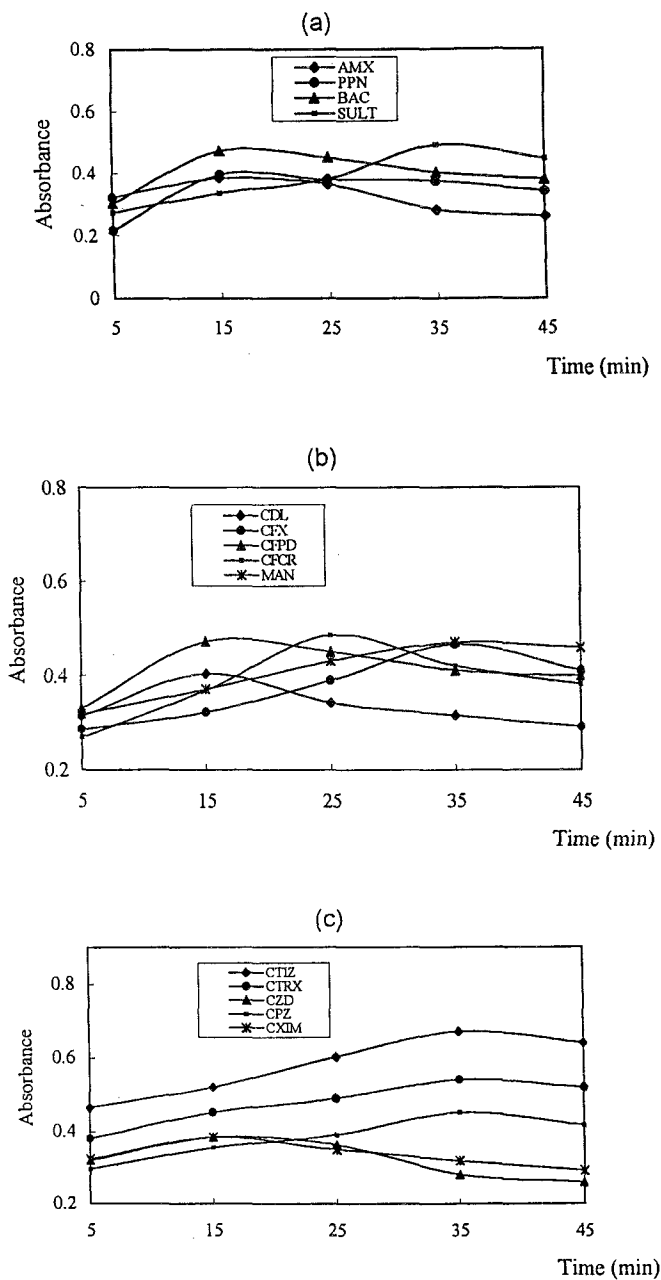 (a)
0.8
0.6
0.4
0.2
0
Absorbance
AMX
PPN
BAC
SULT
5 15 25 35 45
Time (min)
(b)
0.8
0.6
0.4
0.2
Absorbance
CDL
CFX
CFPD
CFCR
MAN
5 15 25 35 45
Time (min)
(c)
0.8
0.6
0.4
0.2
Absorbance
CTIZ
CTRX
CZD
CPZ
CXIM
5 15 25 35 45
Time (min)